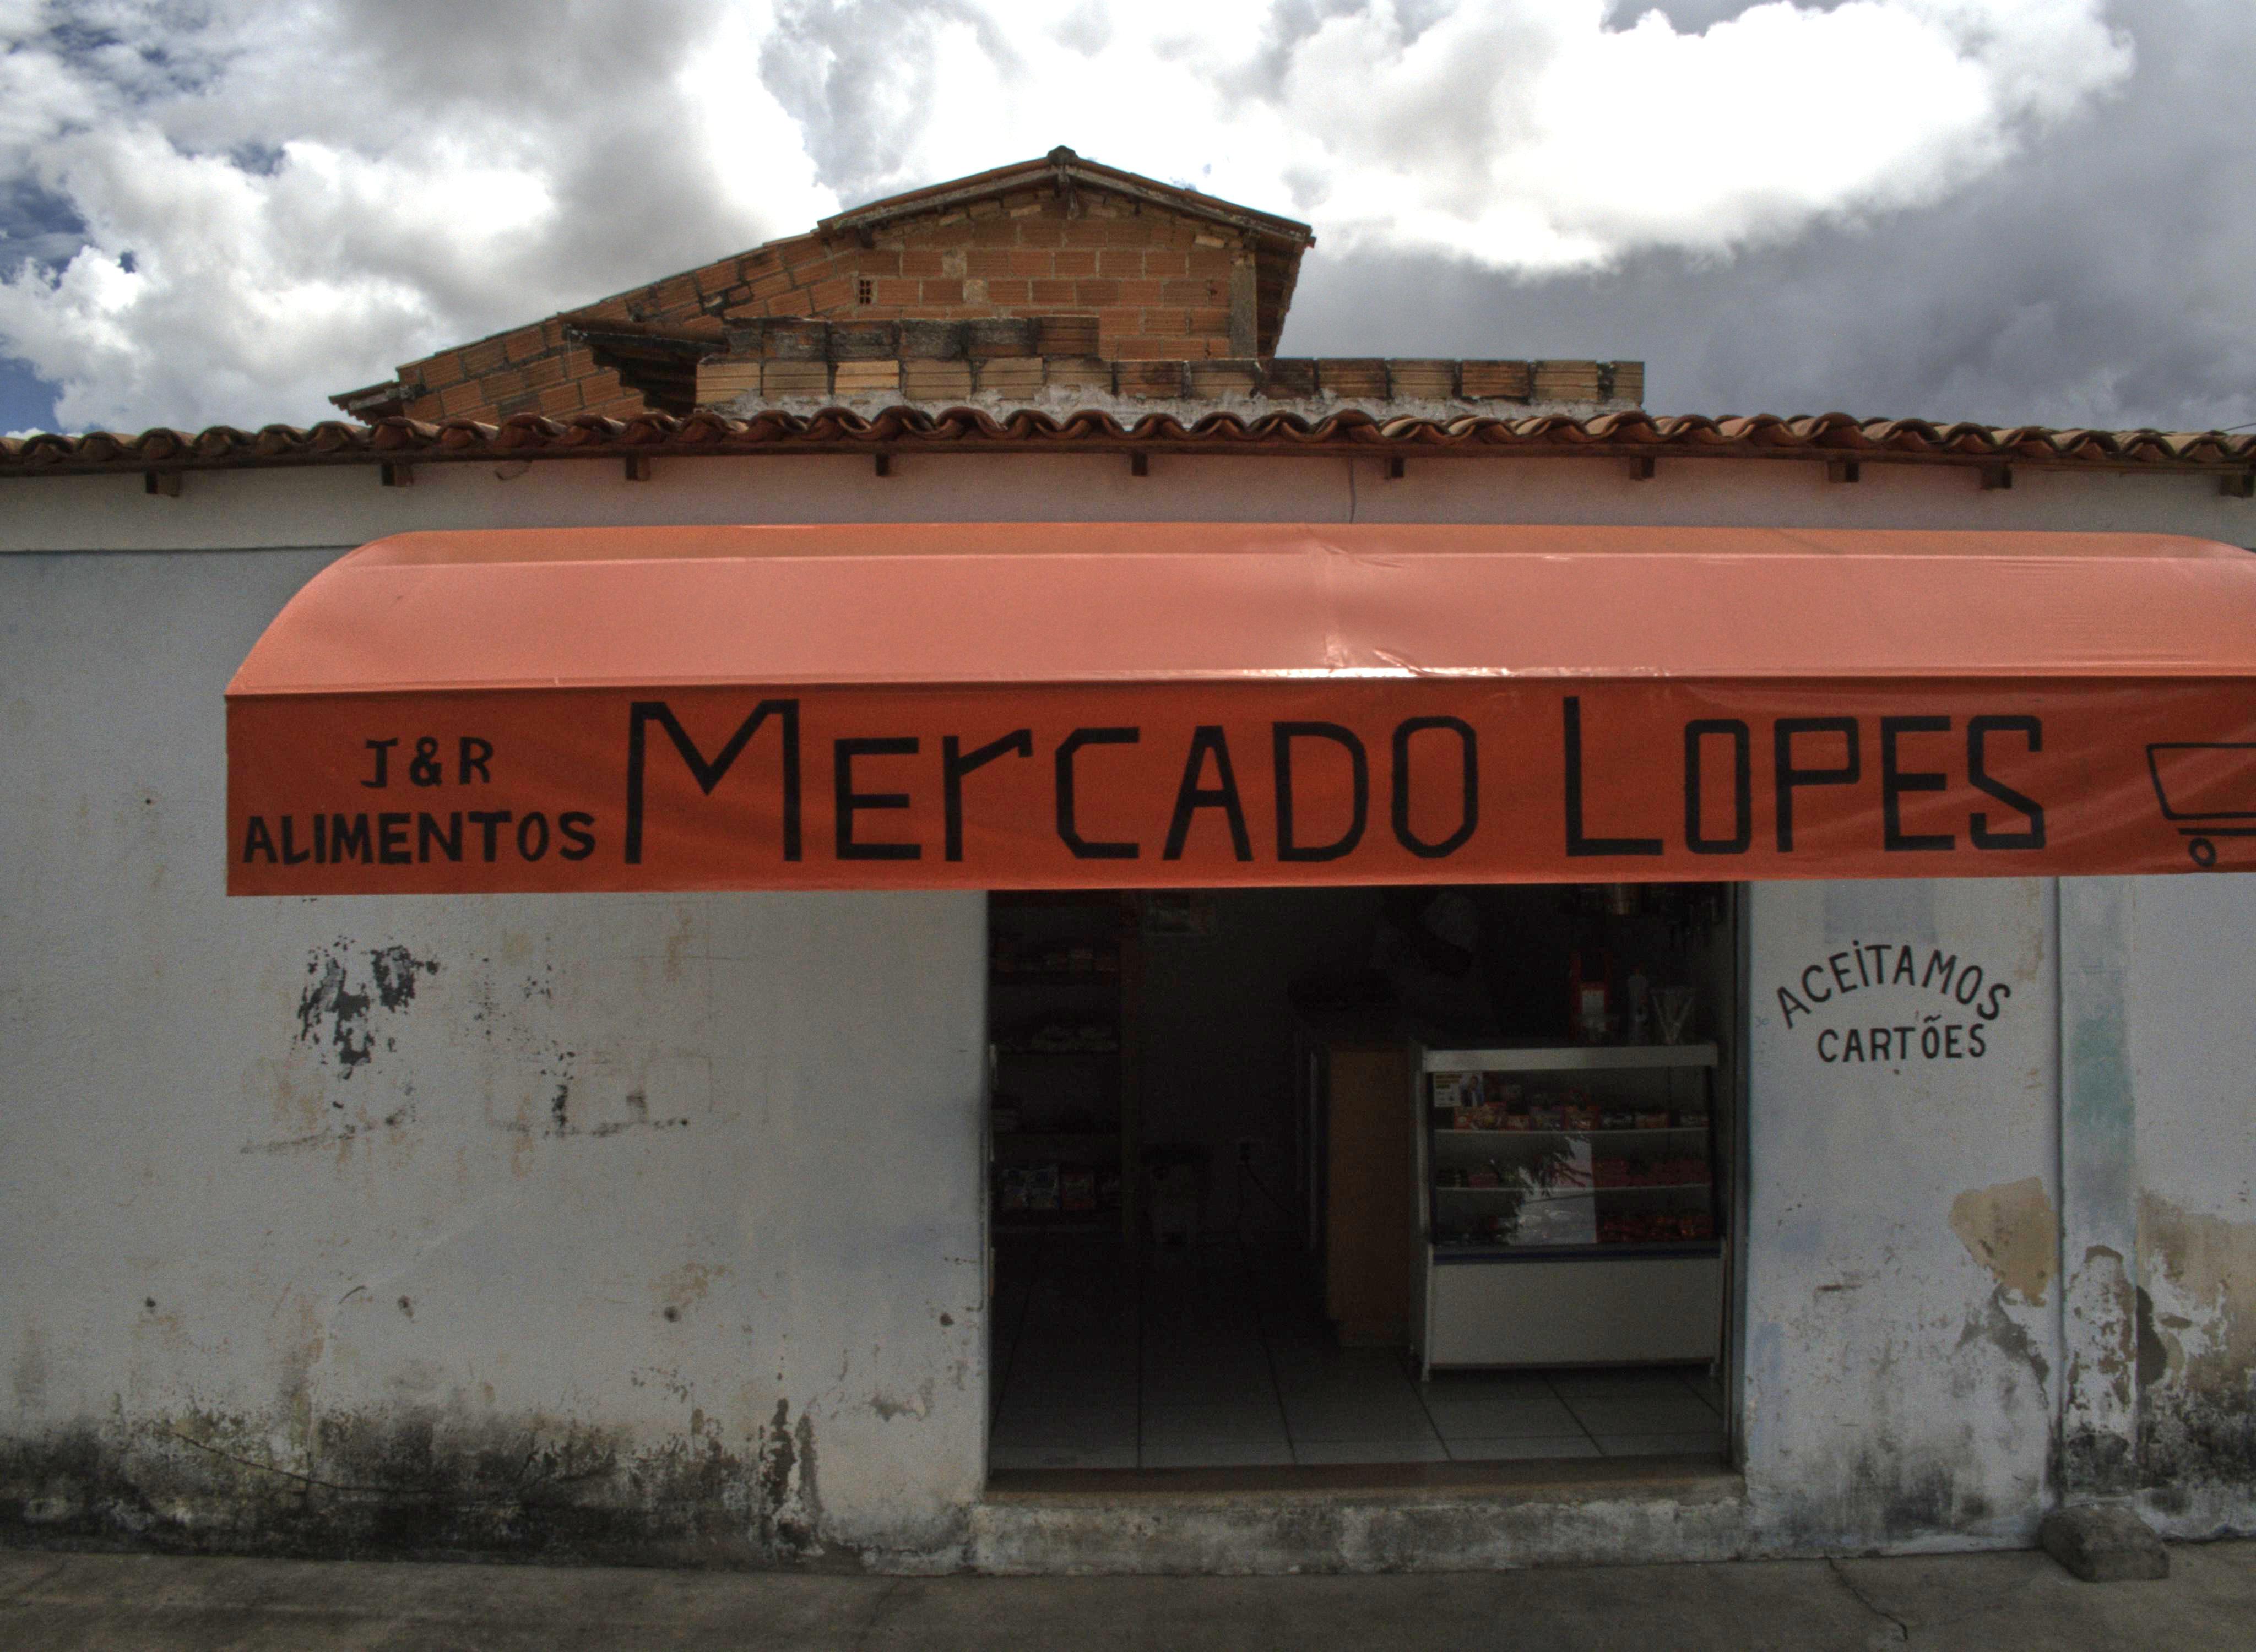 J&R
ALIMENTOS
MErCADO LOPES
ACEiTAMOS
CARTÕES